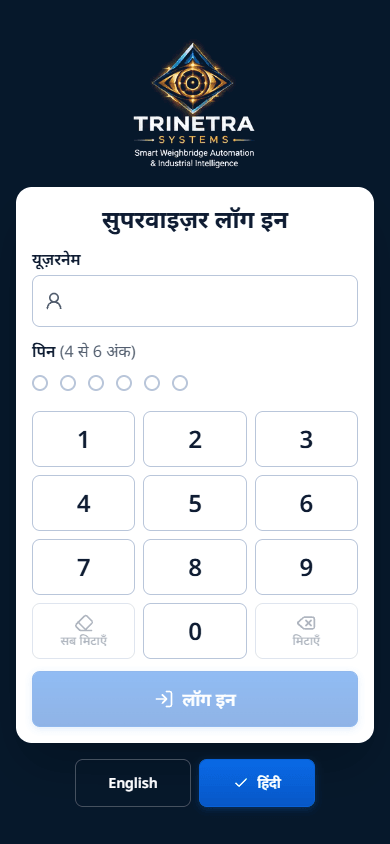 TRINETRA
SYSTEMS
Smart Weighbridge Automation
& Industrial Intelligence
सुपरवाइज़र लॉग इन
यूज़रनेम
पिन (4 से 6 अंक)
1 2 3
4 5 6
7 8 9
सब मिटाएँ 0 मिटाएँ
लॉग इन
English हिंदी